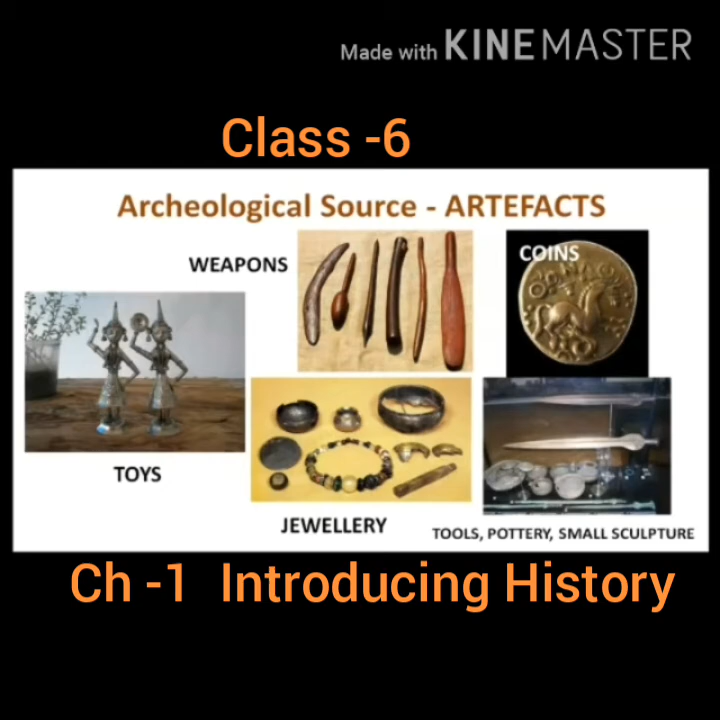 Made with KINEMASTER
Class -6
Archeological Source - ARTEFACTS
WEAPONS
COINS
TOYS
JEWELLERY
TOOLS, POTTERY, SMALL SCULPTURE
Ch -1 Introducing History